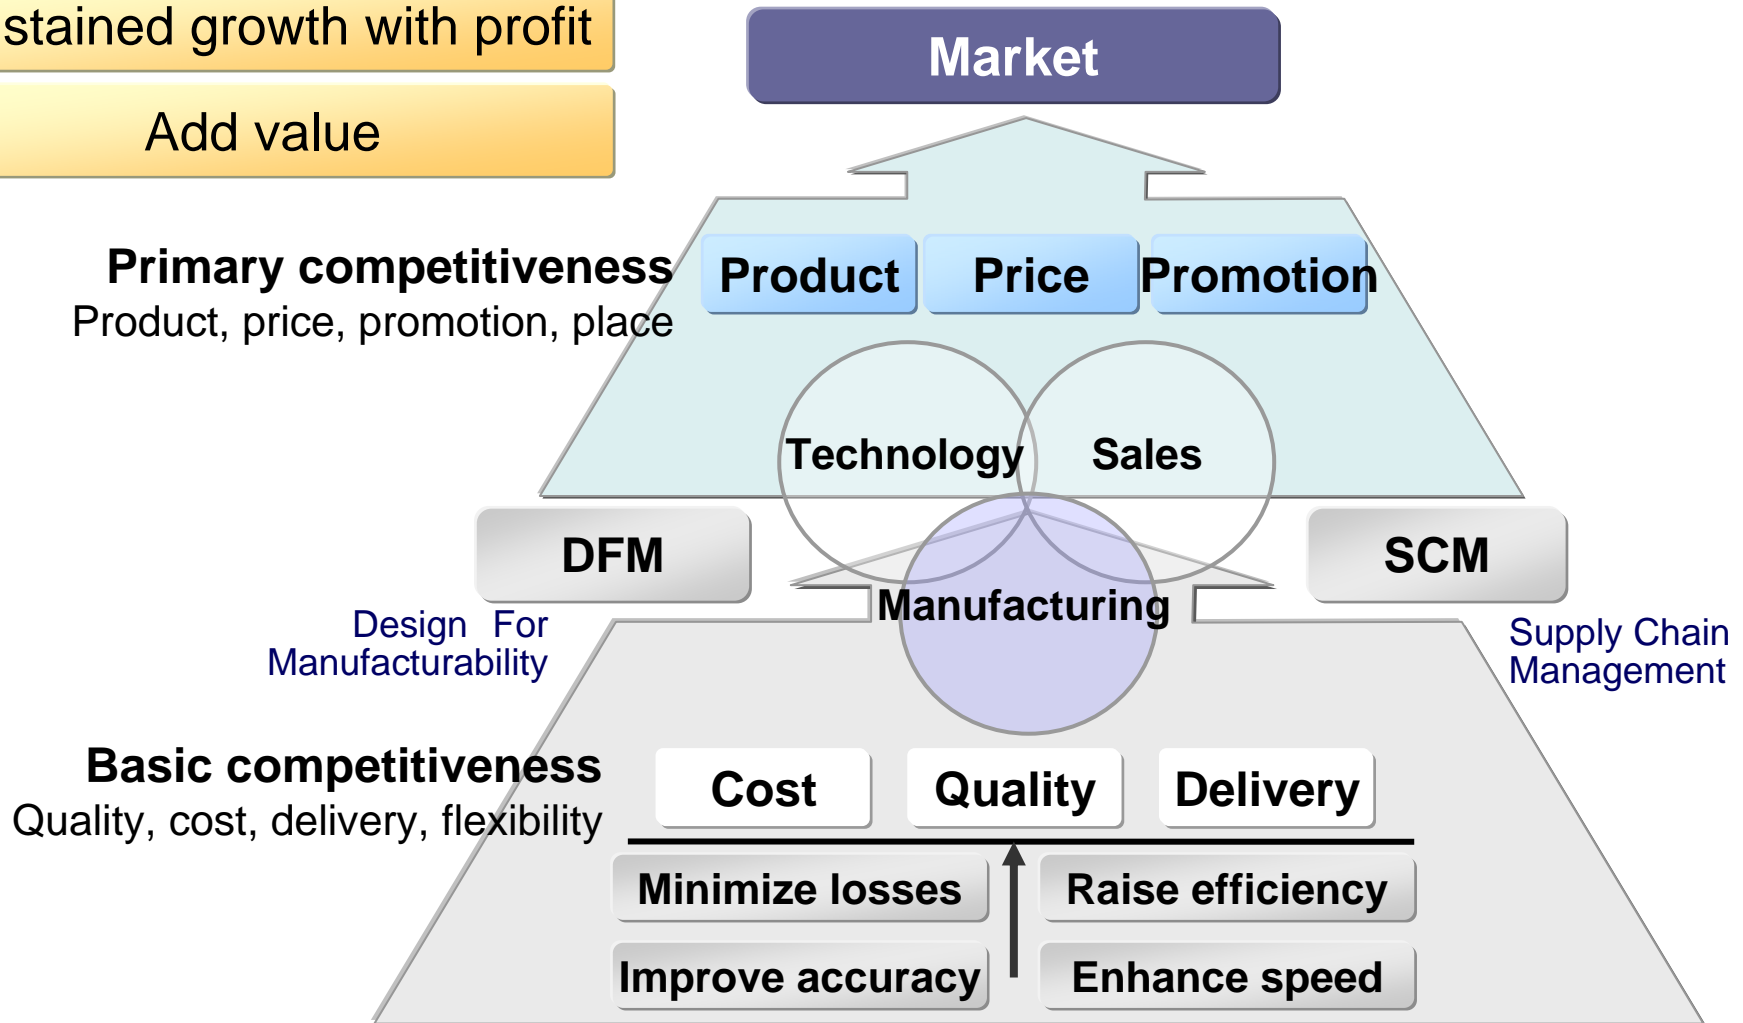 stained growth with profit
Add value
Market
Primary competitiveness
Product, price, promotion, place
Product
Price
Promotion
Technology
Sales
DFM
SCM
Design For
Manufacturability
Manufacturing
Supply Chain
Management
Basic competitiveness
Quality, cost, delivery, flexibility
Cost
Quality
Delivery
Minimize losses
Raise efficiency
Improve accuracy
Enhance speed